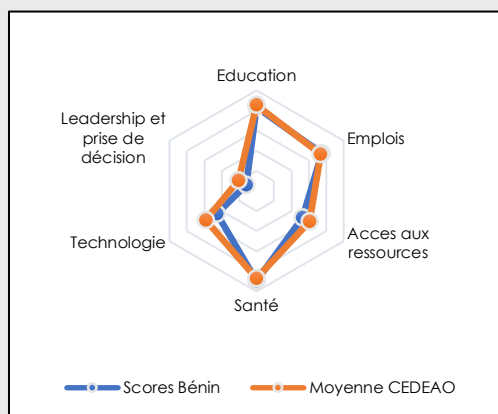 Education
Leadership et
prise de
décision
Emplois
Technologie
Acces aux
ressources
Santé
Scores Bénin
Moyenne CEDEAO